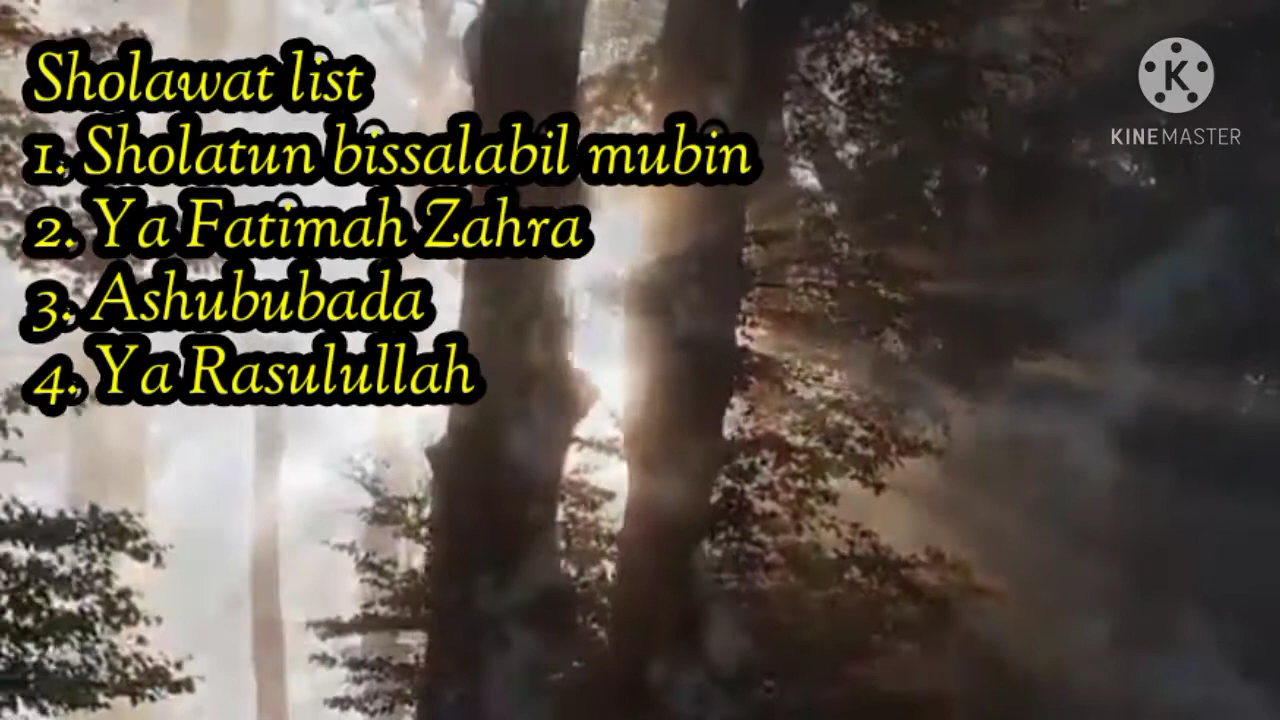 Sholawat list
1. Sholatun bissalabil mubin
2. Ya Fatimah Zahra
3. Ashububada
4. Ya Rasulullah
K
KINEMASTER